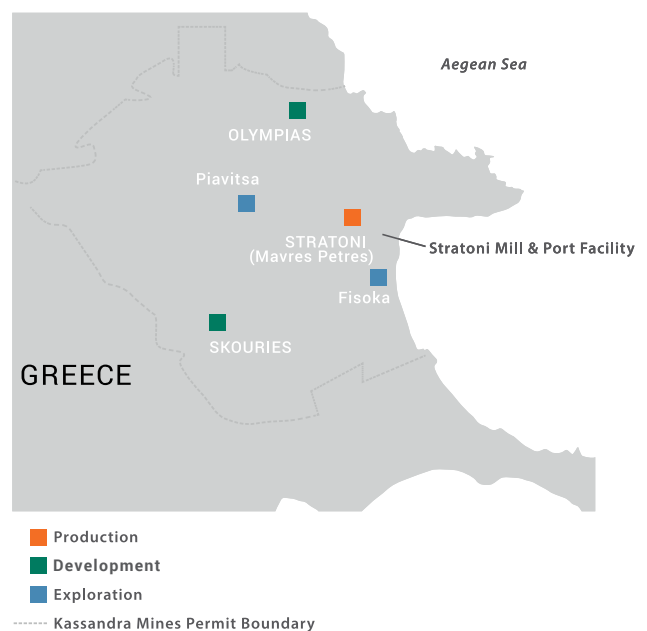 Aegean Sea
OLYMPIAS
Piavitsa
STRATONI
(Mavres Petres)
Stratoni Mill & Port Facility
Fisoka
SKOURIES
GREECE
Production
Development
Exploration
Kassandra Mines Permit Boundary